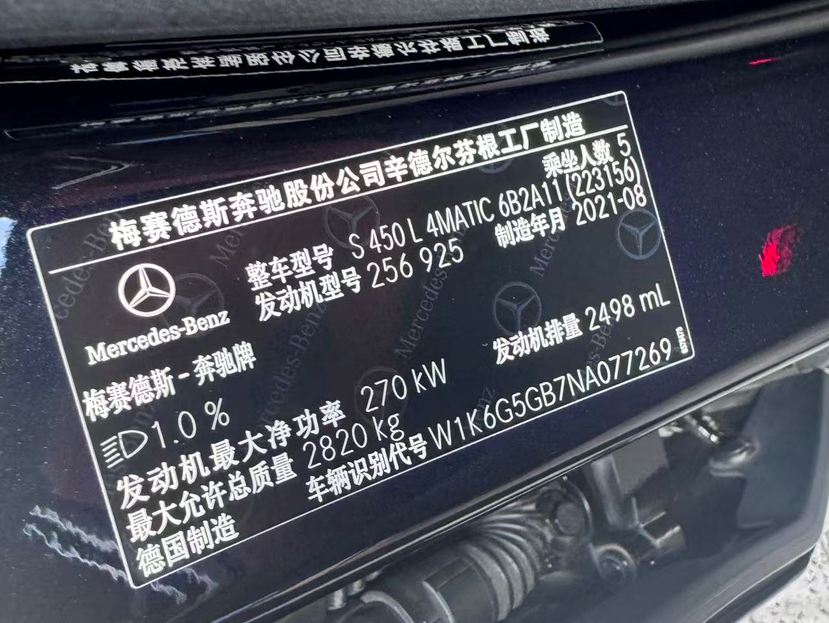 梅赛德斯奔驰股份公司辛德尔芬根工厂制造
乘坐人数 5
整车型号 S 450 L 4MATIC 6B2A11 (223156)
发动机型号 256 925 制造年月 2021-08
Mercedes-Benz
梅赛德斯-奔驰牌 发动机排量 2498 mL
1.0 %
发动机最大净功率 270 kW
最大允许总质量 2820 kg
车辆识别代号 W1K6G5GB7NA077269
德国制造